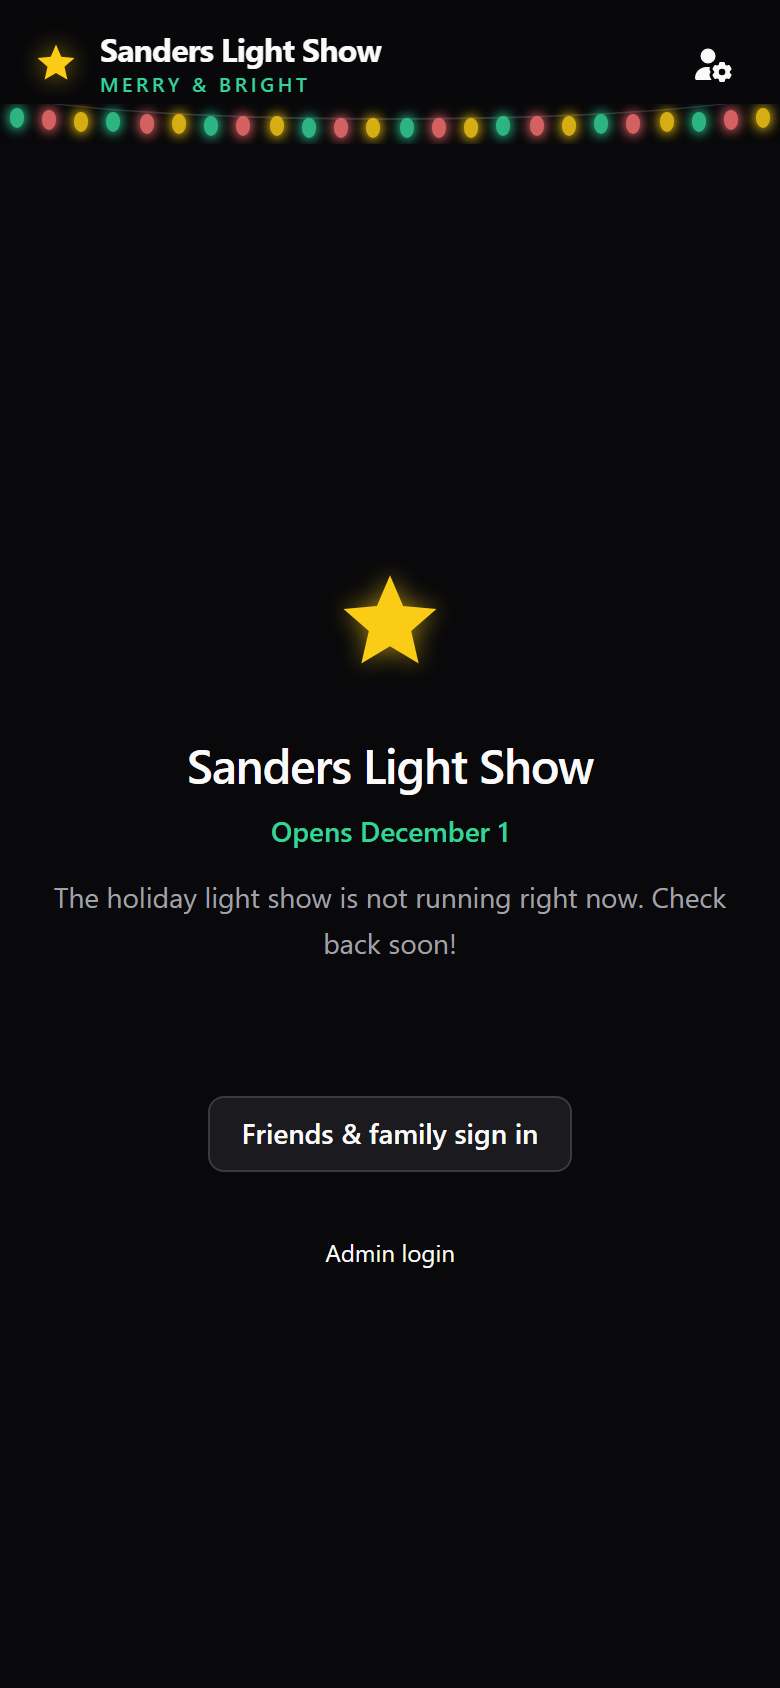 Sanders Light Show
MERRY & BRIGHT
Sanders Light Show
Opens December 1
The holiday light show is not running right now. Check
back soon!
Friends & family sign in
Admin login